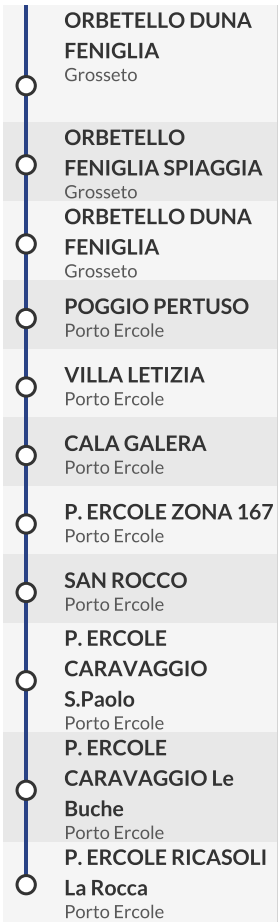 ORBETELLO DUNA
FENIGLIA
Grosseto
ORBETELLO
FENIGLIA SPIAGGIA
Grosseto
ORBETELLO DUNA
FENIGLIA
Grosseto
POGGIO PERTUSO
Porto Ercole
VILLA LETIZIA
Porto Ercole
CALA GALERA
Porto Ercole
P. ERCOLE ZONA 167
Porto Ercole
SAN ROCCO
Porto Ercole
P. ERCOLE
CARAVAGGIO
S.Paolo
Porto Ercole
P. ERCOLE
CARAVAGGIO Le
Buche
Porto Ercole
P. ERCOLE RICASOLI
La Rocca
Porto Ercole